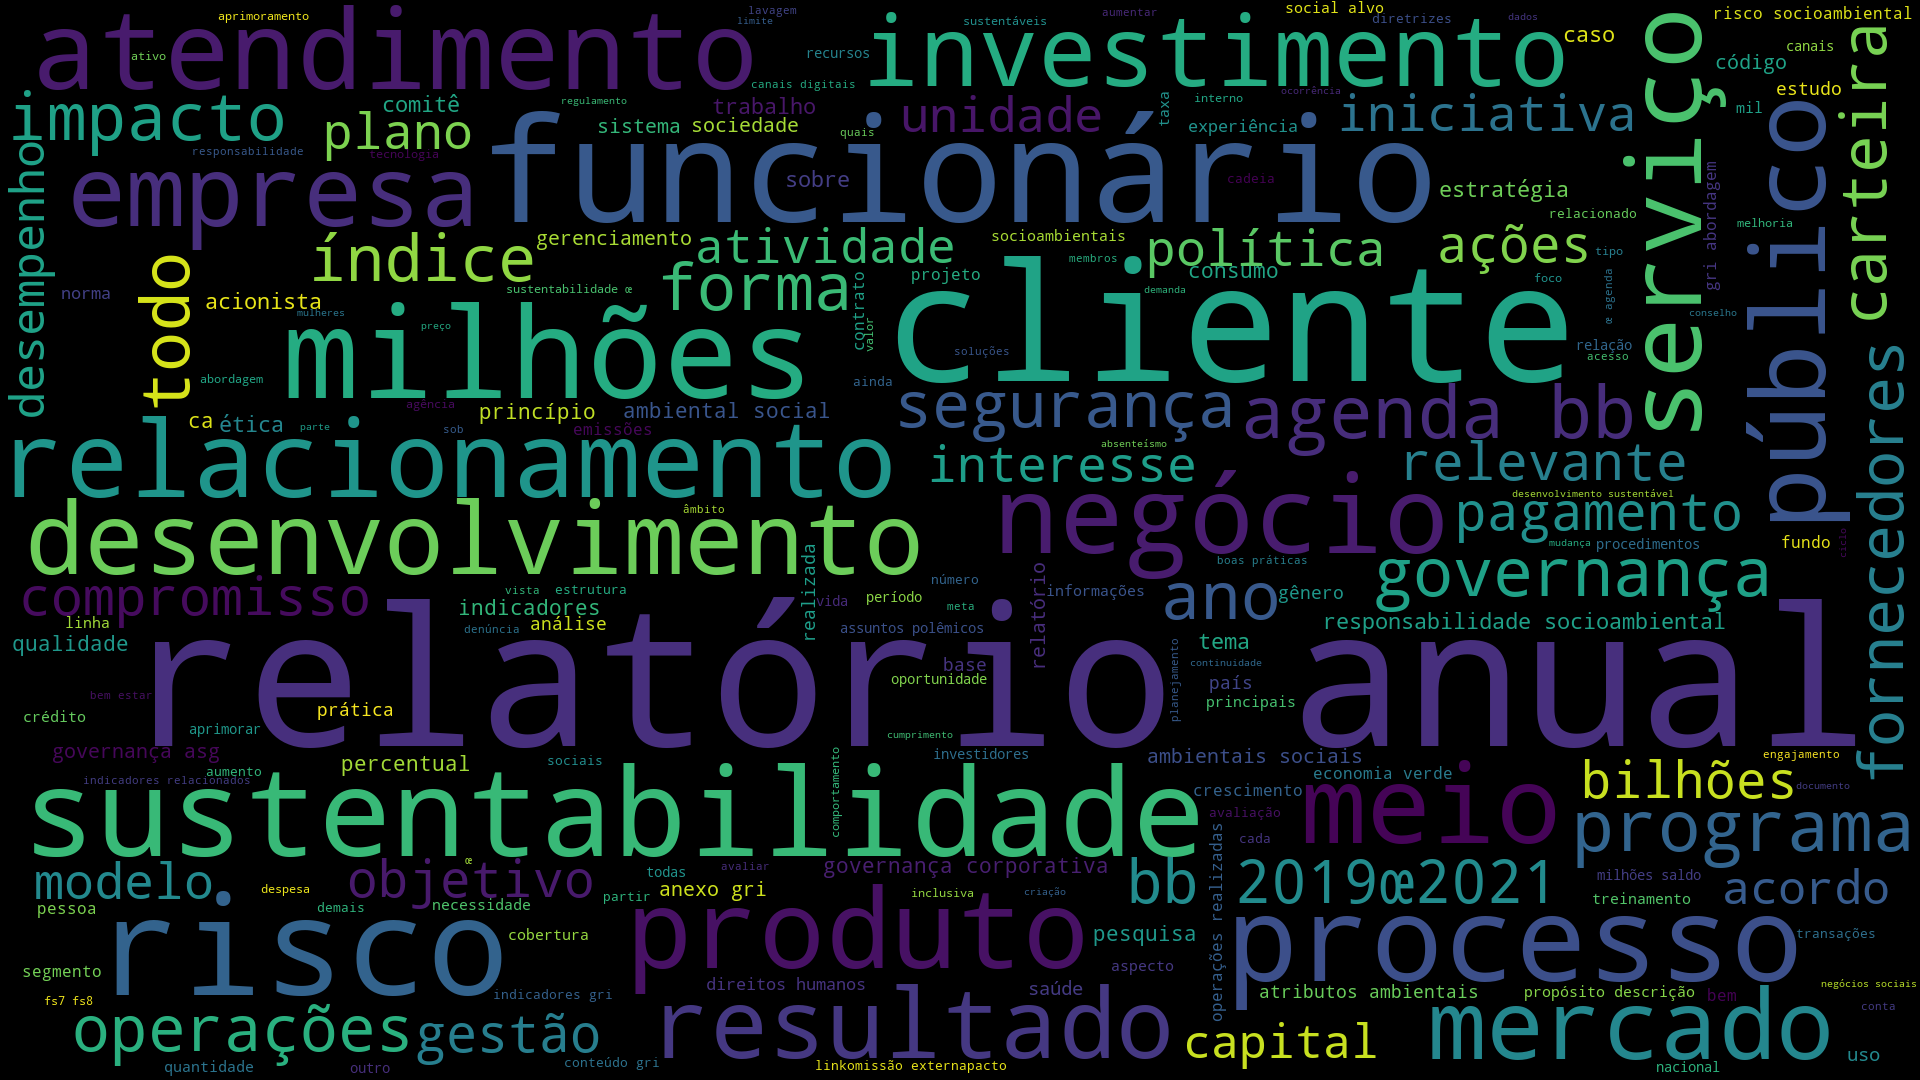 aprimoramento
lavagem
limite
sustentáveis
aumentar
social alvo
diretrizes
dados
risco socioambiental
atendimento
investimento
caso
serviço
carteira
ativo
recursos
canais
código
canais digitais
impacto
comitê
regulamento
trabalho
taxa
interno
ocorrência
iniciativa
estudo
mil
público
plano
sistema
sociedade
quais
unidade
experiência
funcionário
desempenho
responsabilidade
tecnologia
empresa
sobre
cadeia
estratégia
gri abordagem
relacionado
melhoria
índice
gerenciamento
atividade
socioambientais
política
ações
tipo
todo
forma
contrato
projeto
membros
consumo
foco
œ agenda
norma
acionista
sustentabilidade œ
cliente
demanda
mulheres
milhões
preço
valor
soluções
relação
acesso
conselho
fornecedores
abordagem
ainda
agência
segurança
agenda bb
ca
ética
princípio
ambiental social
parte
sob
emissões
absenteísmo
relacionamento
interesse
relevante
negócio
desenvolvimento sustentável
pagamento
desenvolvimento
âmbito
mudança
procedimentos
fundo
ciclo
realizada
relatório
boas práticas
governança
compromisso
vista
estrutura
número
informações
ano
gênero
indicadores
vida
período
meta
linha
denúncia
análise
assuntos polêmicos
responsabilidade socioambiental
qualidade
relatório anual
tema
planejamento
continuidade
base
oportunidade
país
principais
bem estar
crédito
prática
aprimorar
cumprimento
governança asg
percentual
sociais
comportamento
investidores
ambientais sociais
engajamento
indicadores relacionados
aumento
economia verde
bilhões
documento
sustentabilidade
crescimento
meio
avaliação
programa
operações realizadas
cada
modelo
objetivo
œ
todas
avaliar
governança corporativa
bb
2019œ2021
milhões saldo
acordo
despesa
anexo gri
inclusiva
criação
pessoa
demais
necessidade
partir
treinamento
risco
cobertura
produto
pesquisa
processo
transações
segmento
aspecto
fs7 fs8
indicadores gri
direitos humanos
saúde
atributos ambientais
propósito descrição
bem
negócios sociais
conta
operações
gestão
resultado
capital
mercado
uso
quantidade
outro
conteúdo gri
linkomissão externapacto
nacional